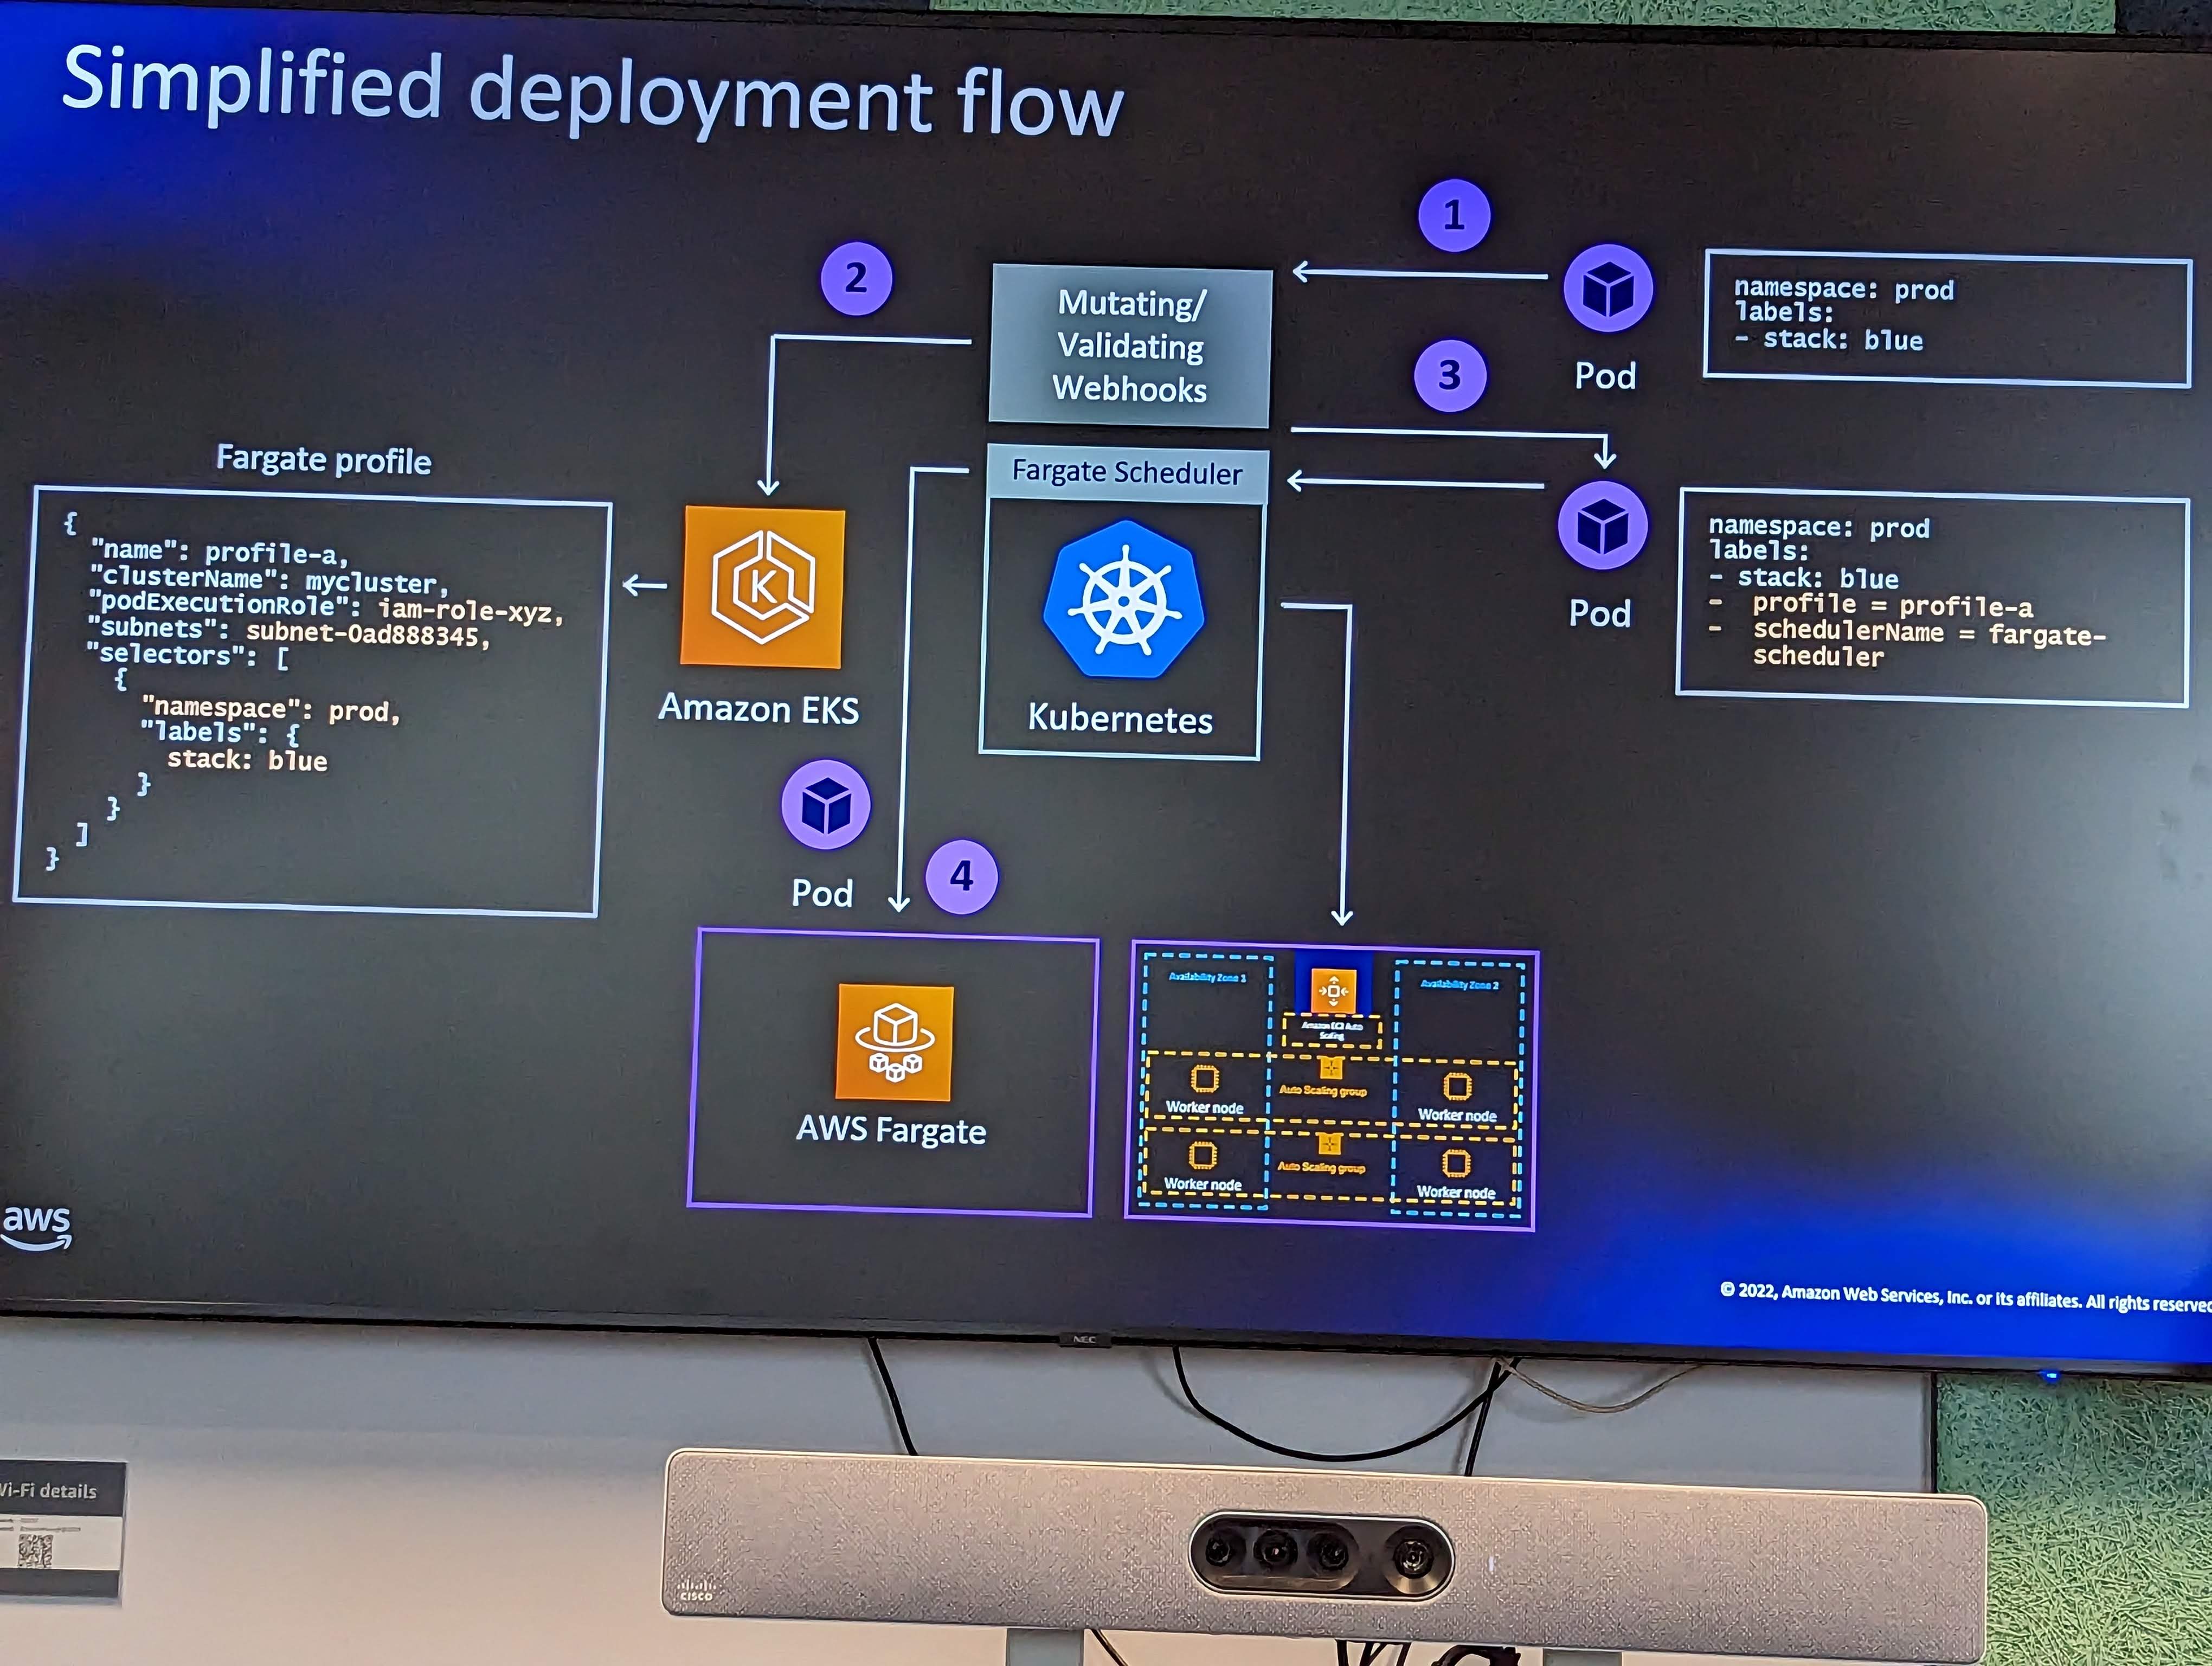 Simplified deployment flow
1
2
Mutating/
Validating
Webhooks
Pod
namespace: prod
labels:
- stack: blue
3
Fargate Scheduler
Kubernetes
Pod
namespace: prod
labels:
- stack: blue
- profile = profile-a
- schedulerName = fargate-
scheduler
Fargate profile
{
"name": profile-a,
"clusterName": mycluster,
"podExecutionRole": iam-role-xyz,
"subnets": subnet-0ad888345,
"selectors": [
{
"namespace": prod,
"labels": {
stack: blue
}
}
]
}
K
Amazon EKS
Pod
4
AWS Fargate
Availability Zone 1
Amazon EC2 Auto
Scaling
Availability Zone 2
Worker node
Auto Scaling group
Worker node
Worker node
Auto Scaling group
Worker node
aws
© 2022, Amazon Web Services, Inc. or its affiliates. All rights reserved
NEC
Wi-Fi details
CISCO